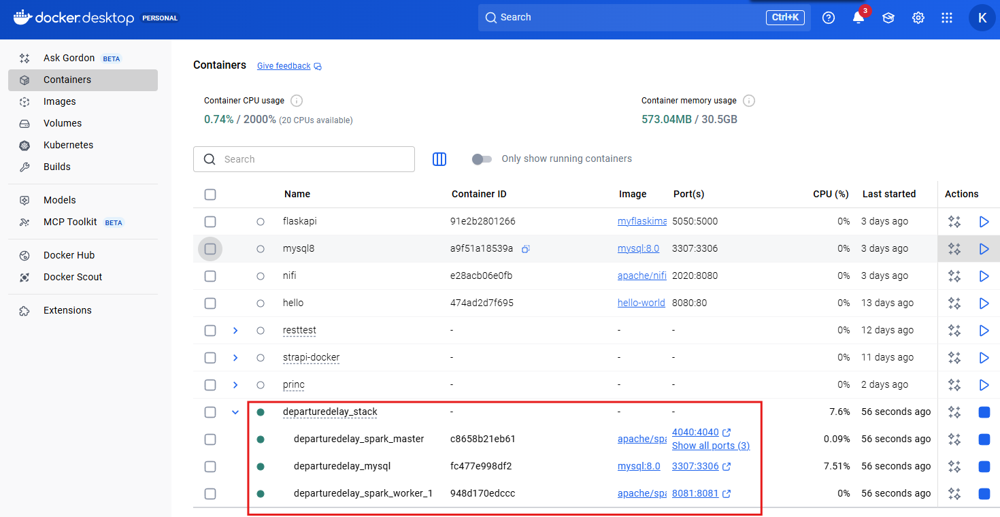 docker.desktop PERSONAL Search Ctrl+K 3 K
Ask Gordon BETA
Containers
Images
Volumes
Kubernetes
Builds
Models
MCP Toolkit BETA
Docker Hub
Docker Scout
Extensions
Containers Give feedback
Container CPU usage
0.74% / 2000% (20 CPUs available)
Container memory usage
573.04MB / 30.5GB
Search Only show running containers
Name Container ID Image Port(s) CPU (%) Last started Actions
flaskapi 91e2b2801266 myflaskima 5050:5000 0% 3 days ago
mysql8 a9f51a18539a mysql:8.0 3307:3306 0% 3 days ago
nifi e28acb06e0fb apache/nifi 2020:8080 0% 3 days ago
hello 474ad2d7f695 hello-world 8080:80 0% 13 days ago
resttest - - - 0% 12 days ago
strapi-docker - - - 0% 11 days ago
princ - - - 0% 2 days ago
departuredelay_stack - - - 7.6% 56 seconds ago
departuredelay_spark_master c8658b21eb61 apache/spa 4040:4040 0.09% 56 seconds ago
Show all ports (3)
departuredelay_mysql fc477e998df2 mysql:8.0 3307:3306 7.51% 56 seconds ago
departuredelay_spark_worker_1 948d170edccc apache/spa 8081:8081 0% 56 seconds ago